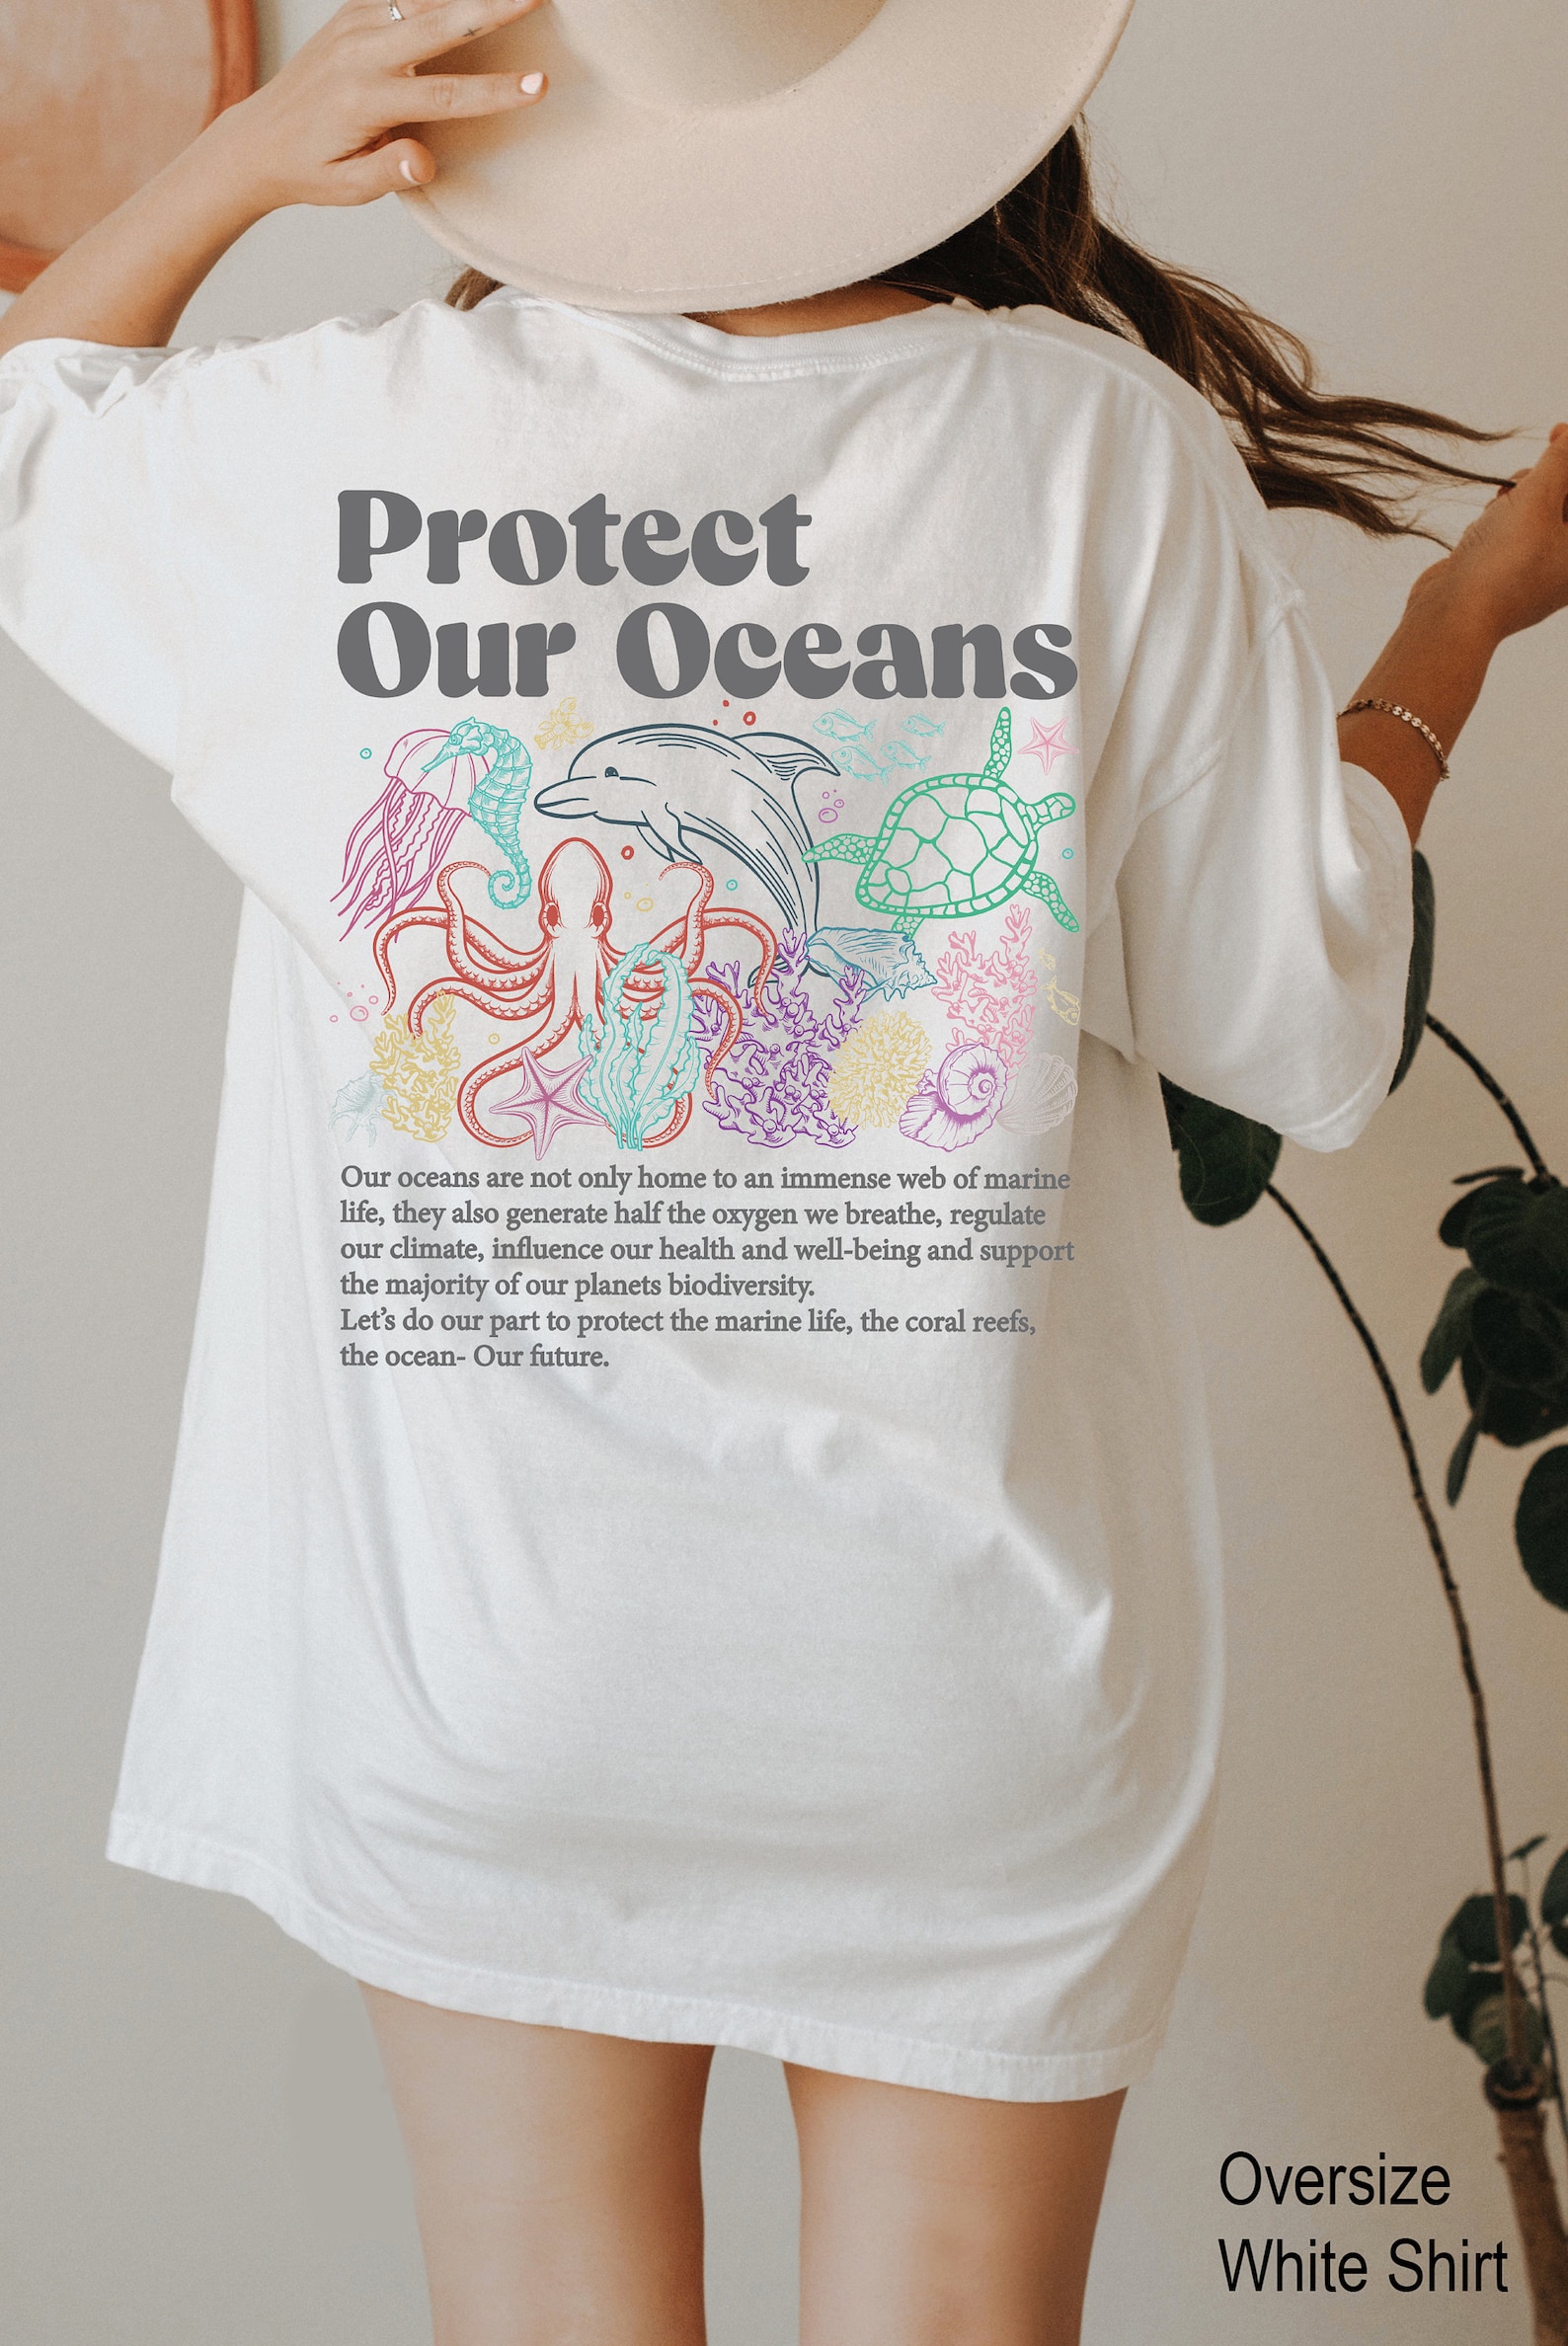 Protect
Our Oceans
Our oceans are not only home to an immense web of marine
life, they also generate half the oxygen we breathe, regulate
our climate, influence our health and well-being and support
the majority of our planets biodiversity.
Let's do our part to protect the marine life, the coral reefs,
the ocean- Our future.
Oversize
White Shirt